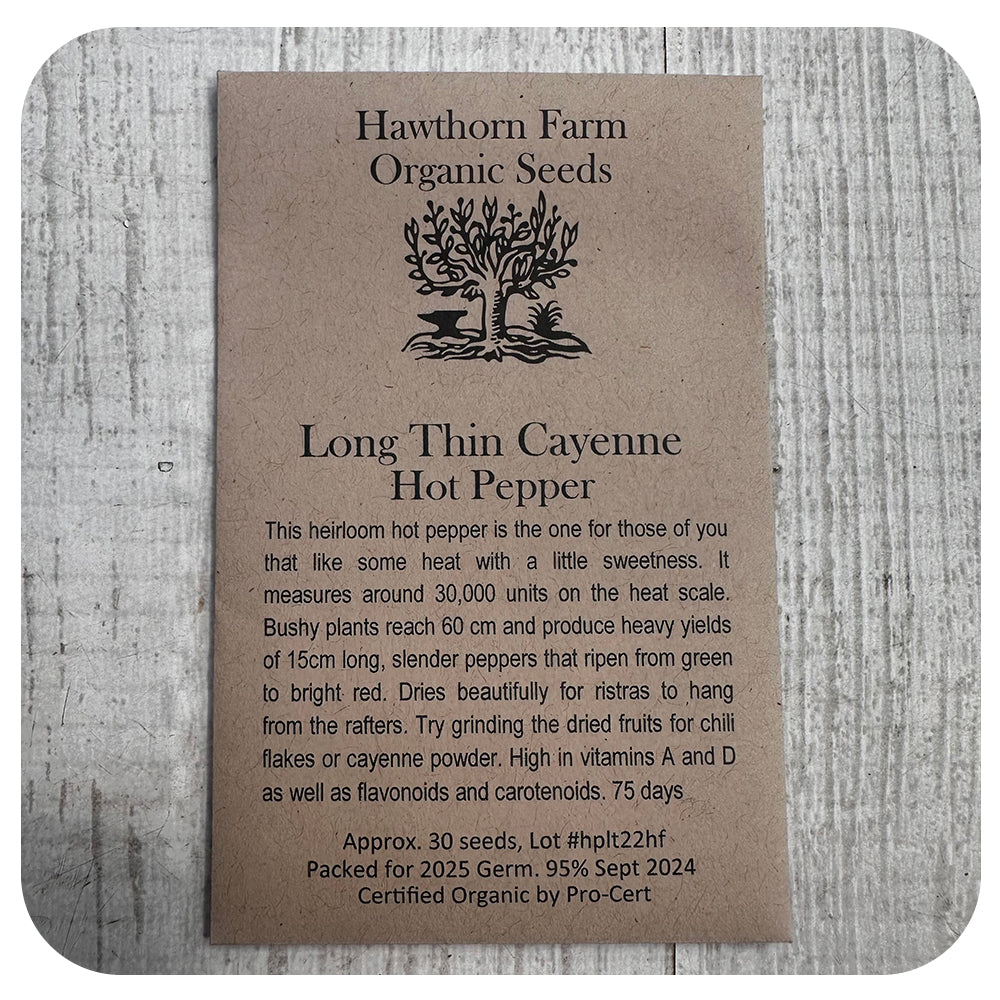 Hawthorn Farm
Organic Seeds
Long Thin Cayenne
Hot Pepper
This heirloom hot pepper is the one for those of you
that like some heat with a little sweetness. It
measures around 30,000 units on the heat scale.
Bushy plants reach 60 cm and produce heavy yields
of 15cm long, slender peppers that ripen from green
to bright red. Dries beautifully for ristras to hang
from the rafters. Try grinding the dried fruits for chili
flakes or cayenne powder. High in vitamins A and D
as well as flavonoids and carotenoids. 75 days
Approx. 30 seeds, Lot #hplt22hf
Packed for 2025 Germ. 95% Sept 2024
Certified Organic by Pro-Cert